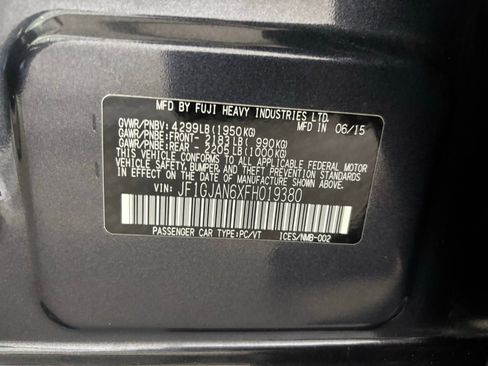 MFD BY FUJI HEAVY INDUSTRIES LTD.
GVWR/PNBV: 4299LB(1950KG) MFD IN 06/15
GAWR/PNBE:FRONT- 2183LB( 990KG)
GAWR/PNBE:REAR - 2205LB(1000KG)
THIS VEHICLE CONFORMS TO ALL APPLICABLE FEDERAL MOTOR
VEHICLE SAFETY, BUMPER, AND THEFT PREVENTION STANDARDS
IN EFFECT ON THE DATE OF MANUFACTURE SHOWN ABOVE.
VIN: JF1GJAN6XFH019380
PASSENGER CAR TYPE:PC/VT ICES/NMB-002